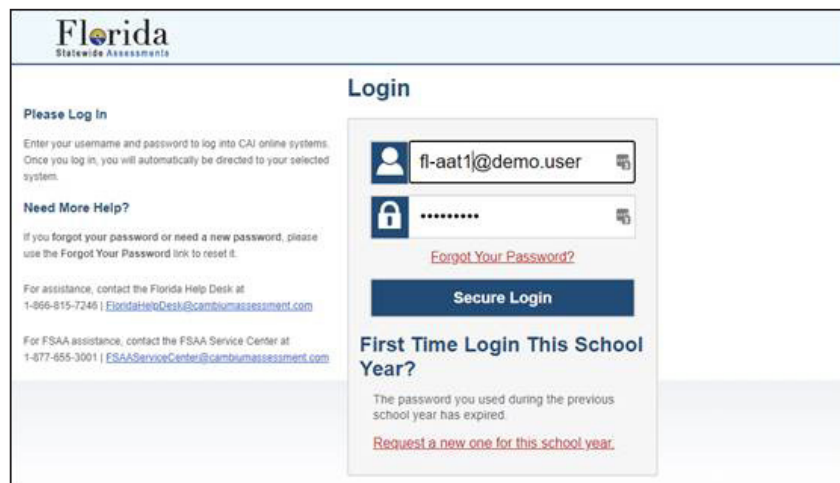 Florida
Statewide Assessments
Please Log In
Enter your username and password to log into CAI online systems.
Once you log in, you will automatically be directed to your selected
system.
Need More Help?
If you forgot your password or need a new password, please
use the Forgot Your Password link to reset it.
For assistance, contact the Florida Help Desk at
1-866-815-7246 | FloridaHelpDesk@cambiumassessment.com
For FSAA assistance, contact the FSAA Service Center at
1-877-655-3001 | FSAAServiceCenter@cambiumassessment.com
Login
fl-aat1@demo.user
•••••••••
Forgot Your Password?
Secure Login
First Time Login This School
Year?
The password you used during the previous
school year has expired.
Request a new one for this school year.